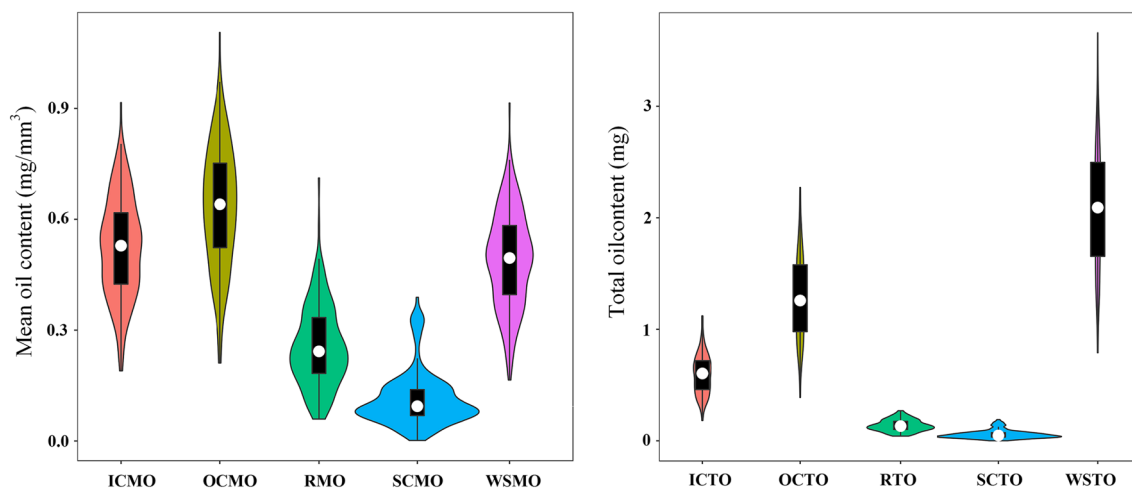 Mean oil content (mg/mm³)
0.9
0.6
0.3
0.0
ICMO OCMO RMO SCMO WSMO
Total oilcontent (mg)
3
2
1
0
ICTO OCTO RTO SCTO WSTO